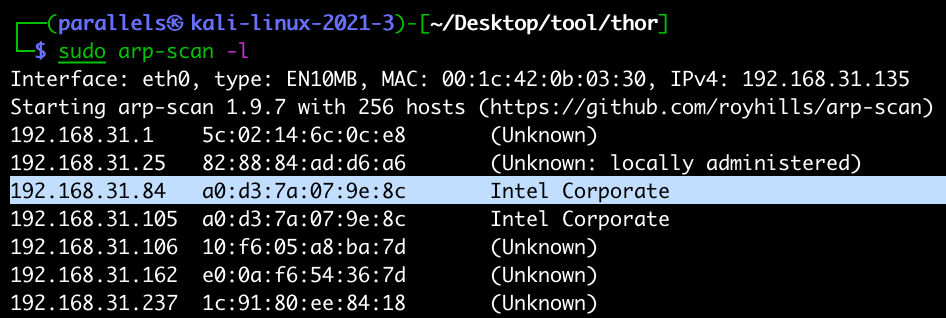 ┌──(parallels㉿kali-linux-2021-3)-[~/Desktop/tool/thor]
└─$ sudo arp-scan -l
Interface: eth0, type: EN10MB, MAC: 00:1c:42:0b:03:30, IPv4: 192.168.31.135
Starting arp-scan 1.9.7 with 256 hosts (https://github.com/royhills/arp-scan)
192.168.31.1 5c:02:14:6c:0c:e8 (Unknown)
192.168.31.25 82:88:84:ad:d6:a6 (Unknown: locally administered)
192.168.31.84 a0:d3:7a:07:9e:8c Intel Corporate
192.168.31.105 a0:d3:7a:07:9e:8c Intel Corporate
192.168.31.106 10:f6:05:a8:ba:7d (Unknown)
192.168.31.162 e0:0a:f6:54:36:7d (Unknown)
192.168.31.237 1c:91:80:ee:84:18 (Unknown)